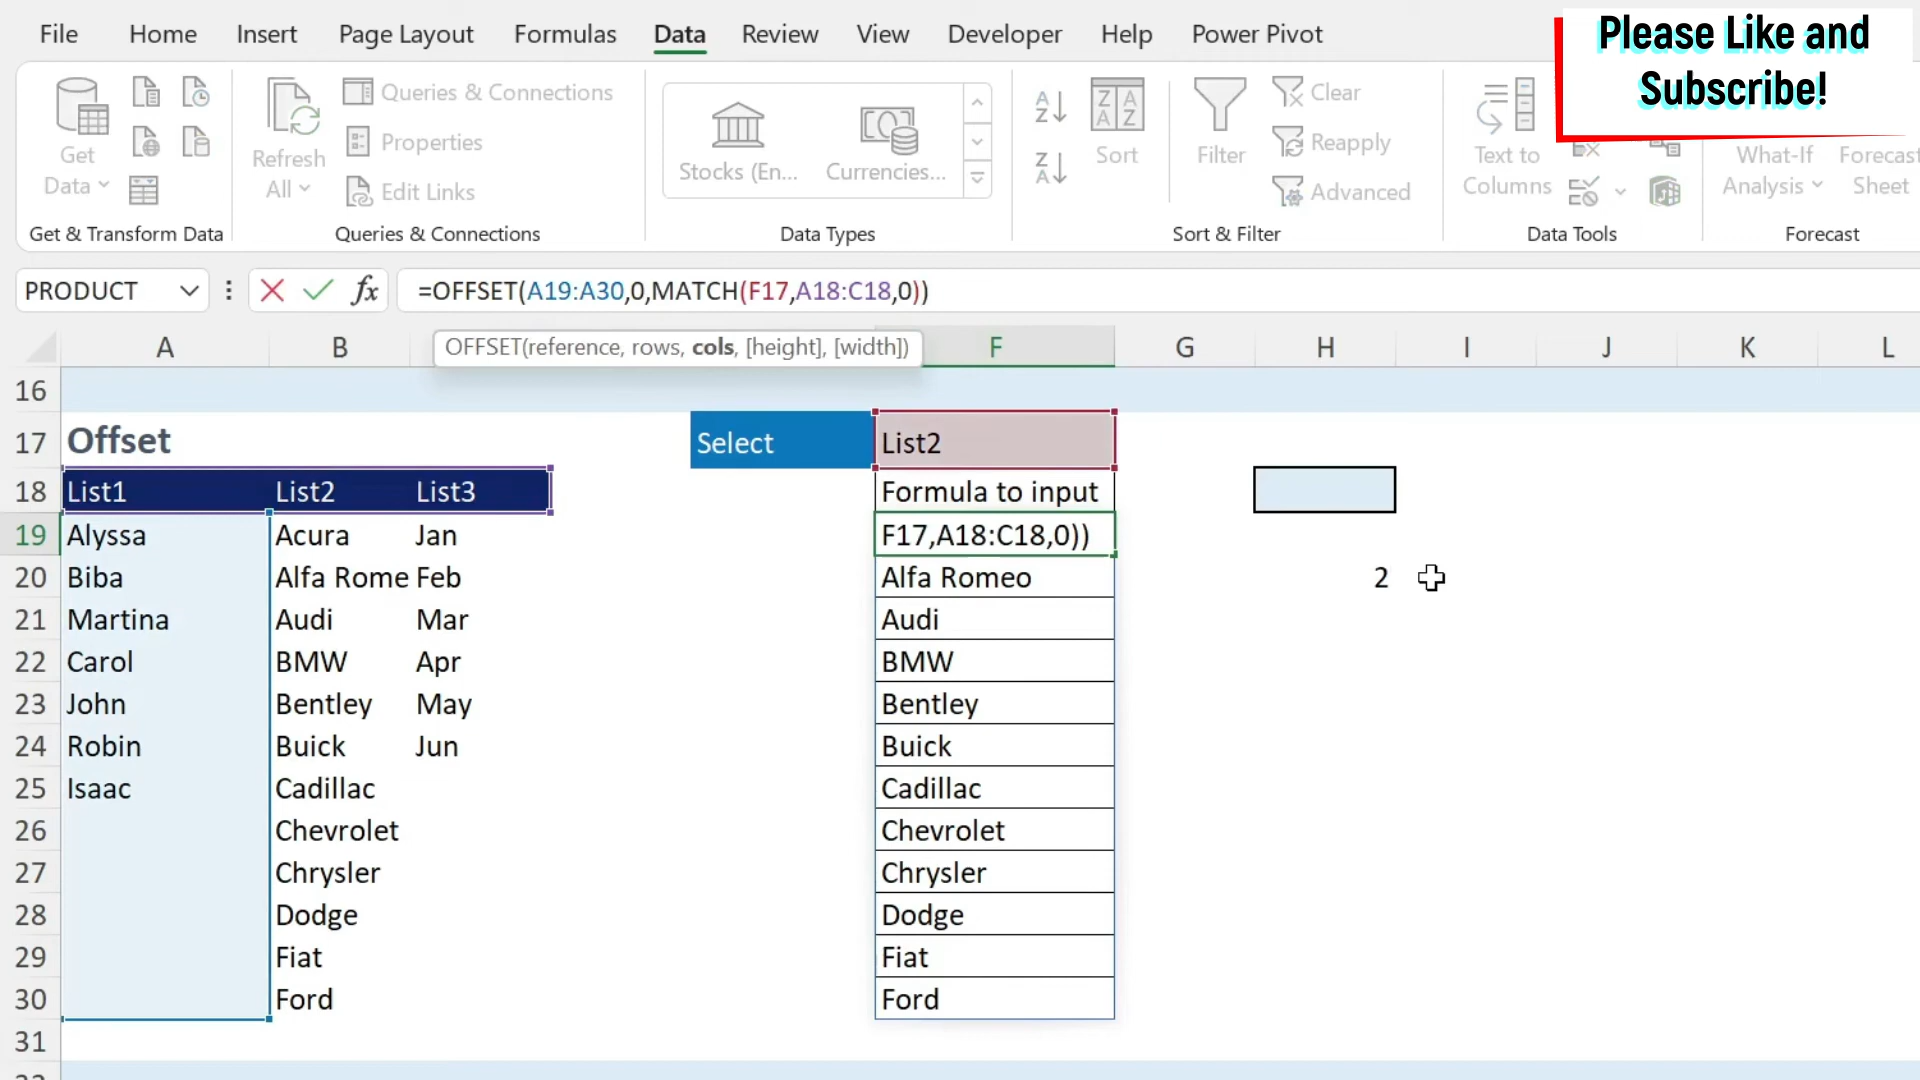 File Home Insert Page Layout Formulas Data Review View Developer Help Power Pivot
Please Like and
Subscribe!
Get
Data
Refresh
All
Queries & Connections
Properties
Edit Links
Stocks (En...
Currencies...
Sort
Filter
Clear
Reapply
Advanced
Text to
Columns
What-If
Analysis
Forecast
Sheet
Get & Transform Data
Queries & Connections
Data Types
Sort & Filter
Data Tools
Forecast
PRODUCT fx =OFFSET(A19:A30,0,MATCH(F17,A18:C18,0))
OFFSET(reference, rows, cols, [height], [width])
A B F G H I J K L
16
17 Offset Select List2
18 List1 List2 List3 Formula to input
19 Alyssa Acura Jan F17,A18:C18,0))
20 Biba Alfa Rome Feb Alfa Romeo 2
21 Martina Audi Mar Audi
22 Carol BMW Apr BMW
23 John Bentley May Bentley
24 Robin Buick Jun Buick
25 Isaac Cadillac Cadillac
26 Chevrolet Chevrolet
27 Chrysler Chrysler
28 Dodge Dodge
29 Fiat Fiat
30 Ford Ford
31